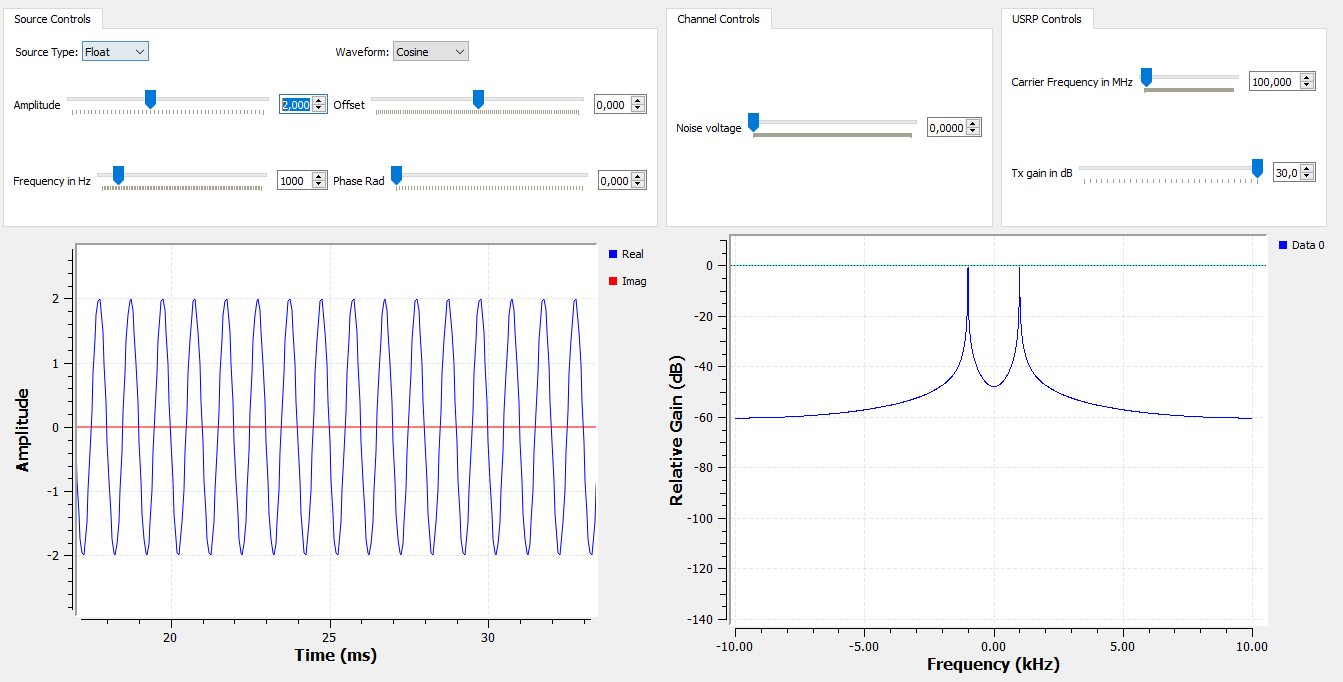 Source Controls
Source Type: Float
Waveform: Cosine
Amplitude
2,000
Offset
0,000
Frequency in Hz
1000
Phase Rad
0,000
Channel Controls
Noise voltage
0,0000
USRP Controls
Carrier Frequency in MHz
100,000
Tx gain in dB
30,0
Amplitude
2
1
0
-1
-2
20
25
30
Time (ms)
Real
Imag
Relative Gain (dB)
0
-20
-40
-60
-80
-100
-120
-140
-10.00
-5.00
0.00
5.00
10.00
Frequency (kHz)
Data 0